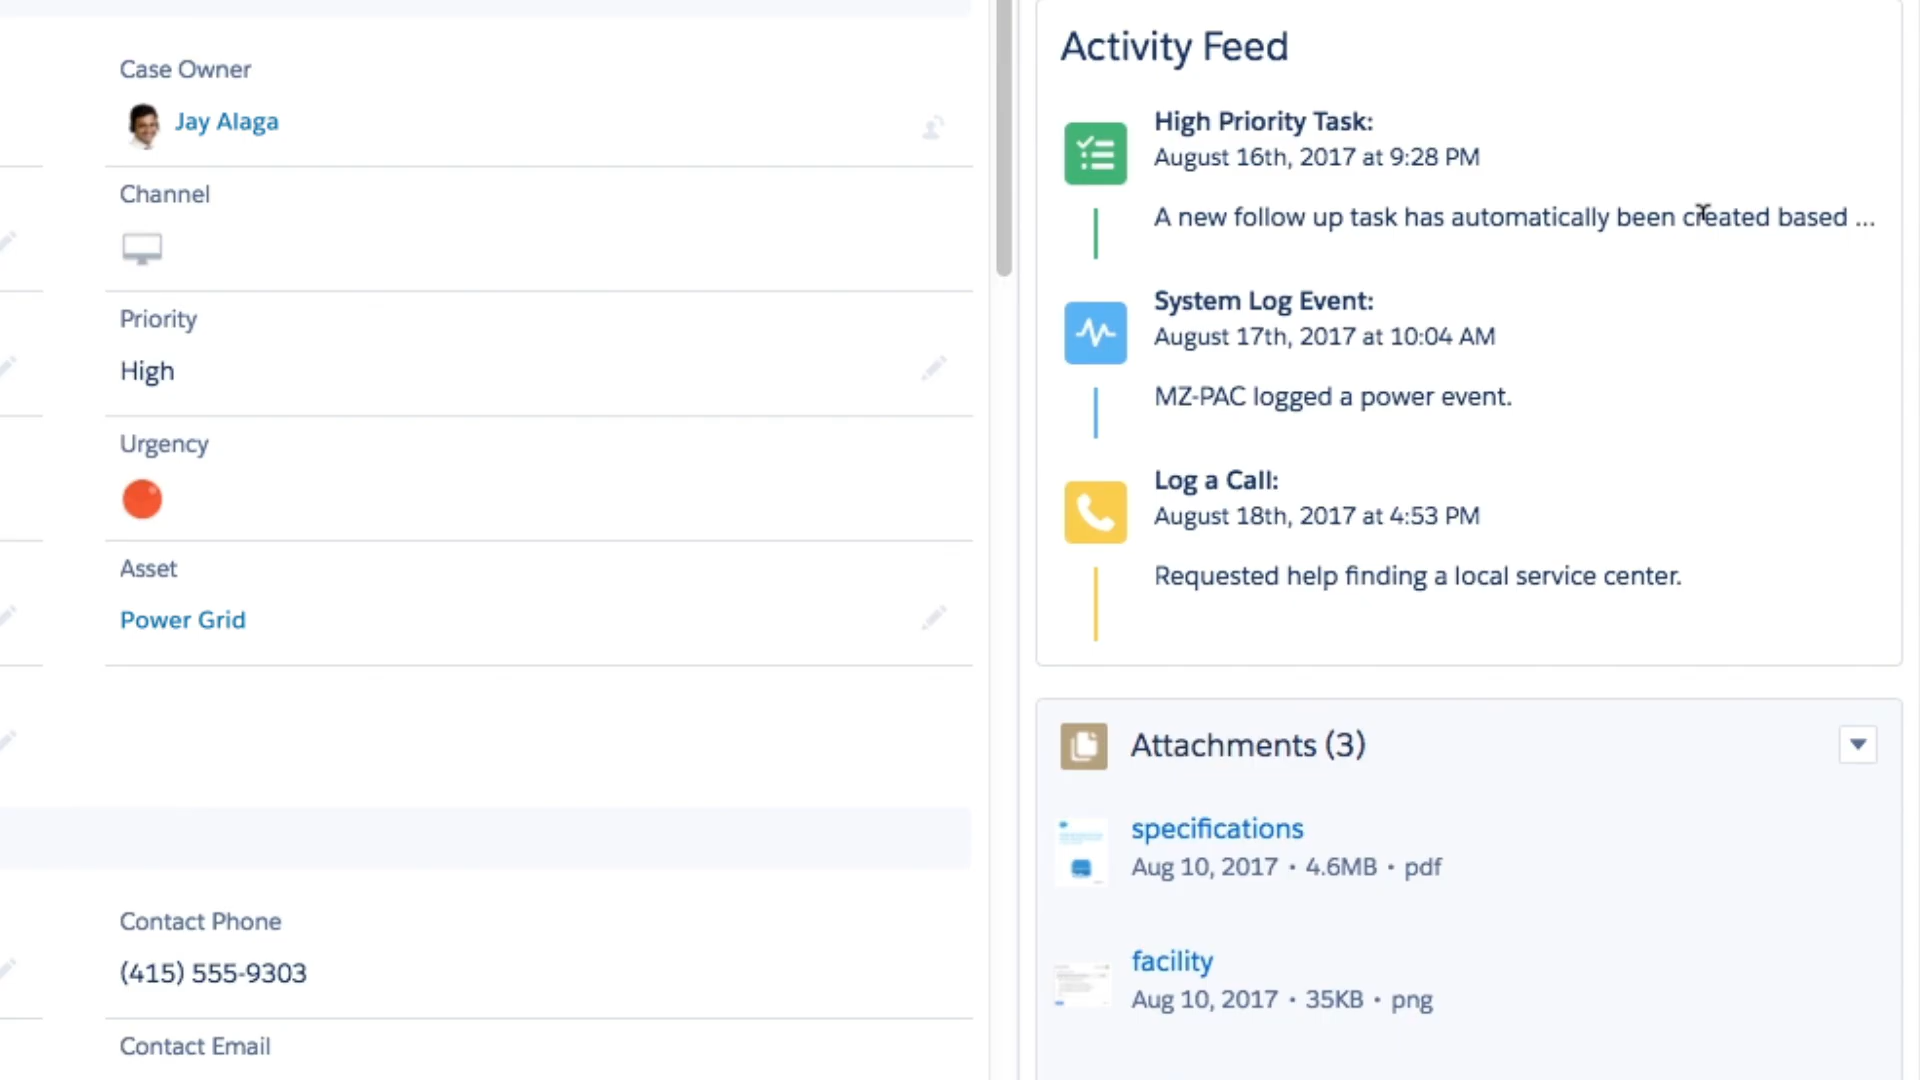 Case Owner
Jay Alaga
Channel
Priority
High
Urgency
Asset
Power Grid
Contact Phone
(415) 555-9303
Contact Email
Activity Feed
High Priority Task:
August 16th, 2017 at 9:28 PM
A new follow up task has automatically been created based ...
System Log Event:
August 17th, 2017 at 10:04 AM
MZ-PAC logged a power event.
Log a Call:
August 18th, 2017 at 4:53 PM
Requested help finding a local service center.
Attachments (3)
specifications
Aug 10, 2017 • 4.6MB • pdf
facility
Aug 10, 2017 • 35KB • png